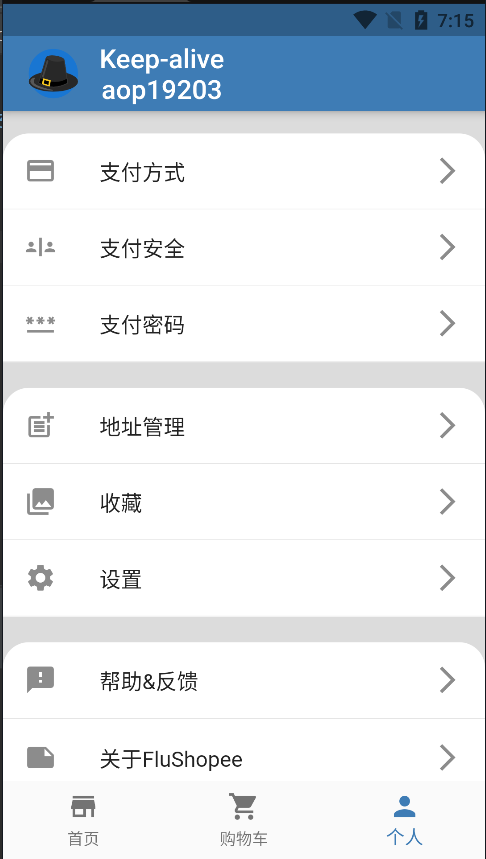 7:15
Keep-alive
aop19203
支付方式
支付安全
支付密码
地址管理
收藏
设置
帮助&反馈
关于FluShopee
首页
购物车
个人